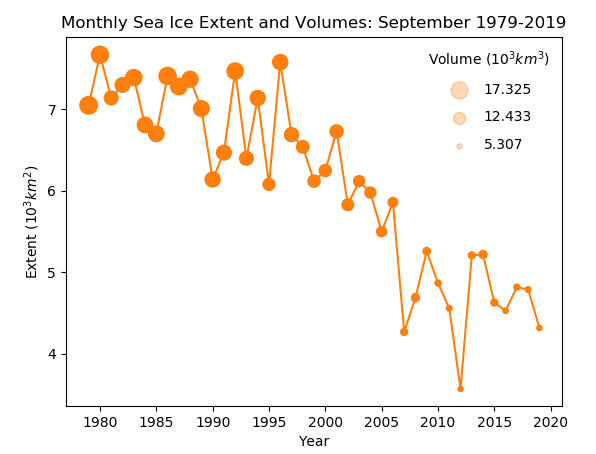 Monthly Sea Ice Extent and Volumes: September 1979-2019
Volume (10³km³)
17.325
12.433
5.307
7
6
5
4
Extent (10³km²)
1980 1985 1990 1995 2000 2005 2010 2015 2020
Year